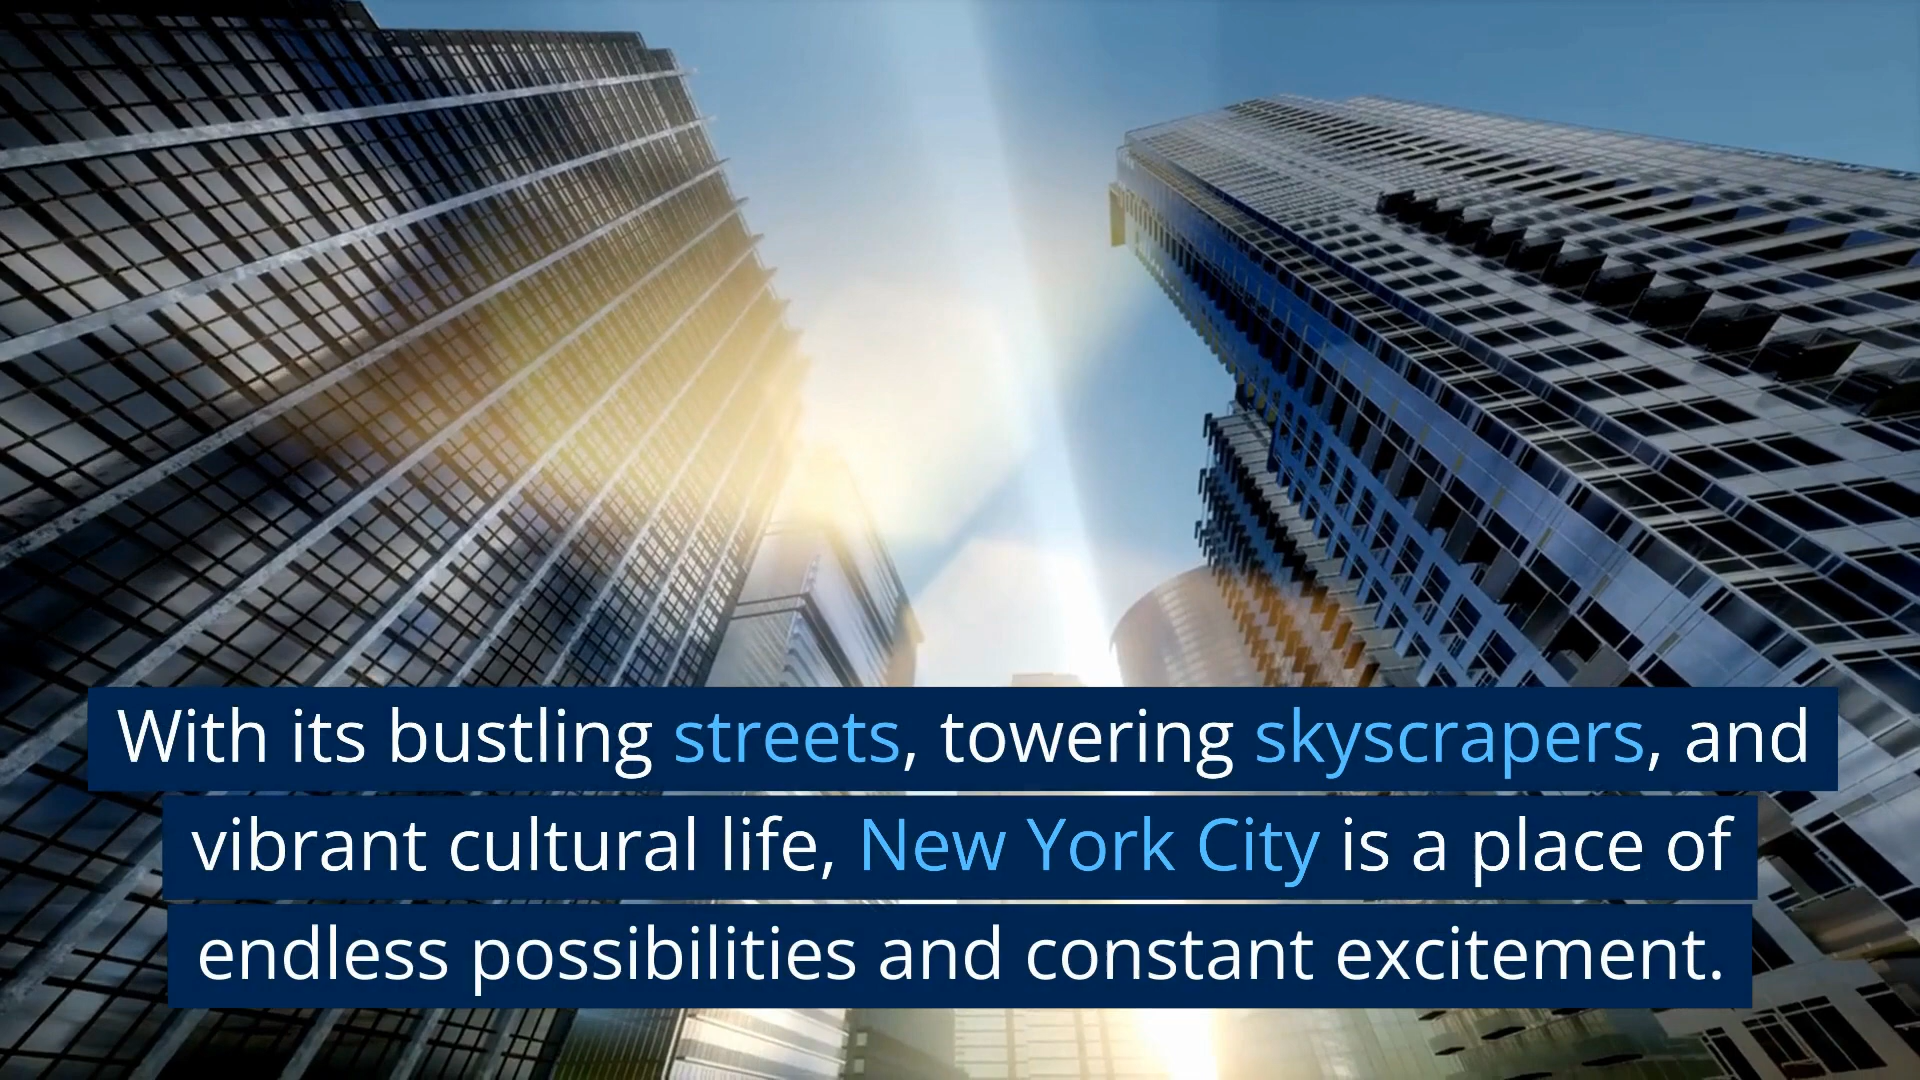 With its bustling streets, towering skyscrapers, and
vibrant cultural life, New York City is a place of
endless possibilities and constant excitement.